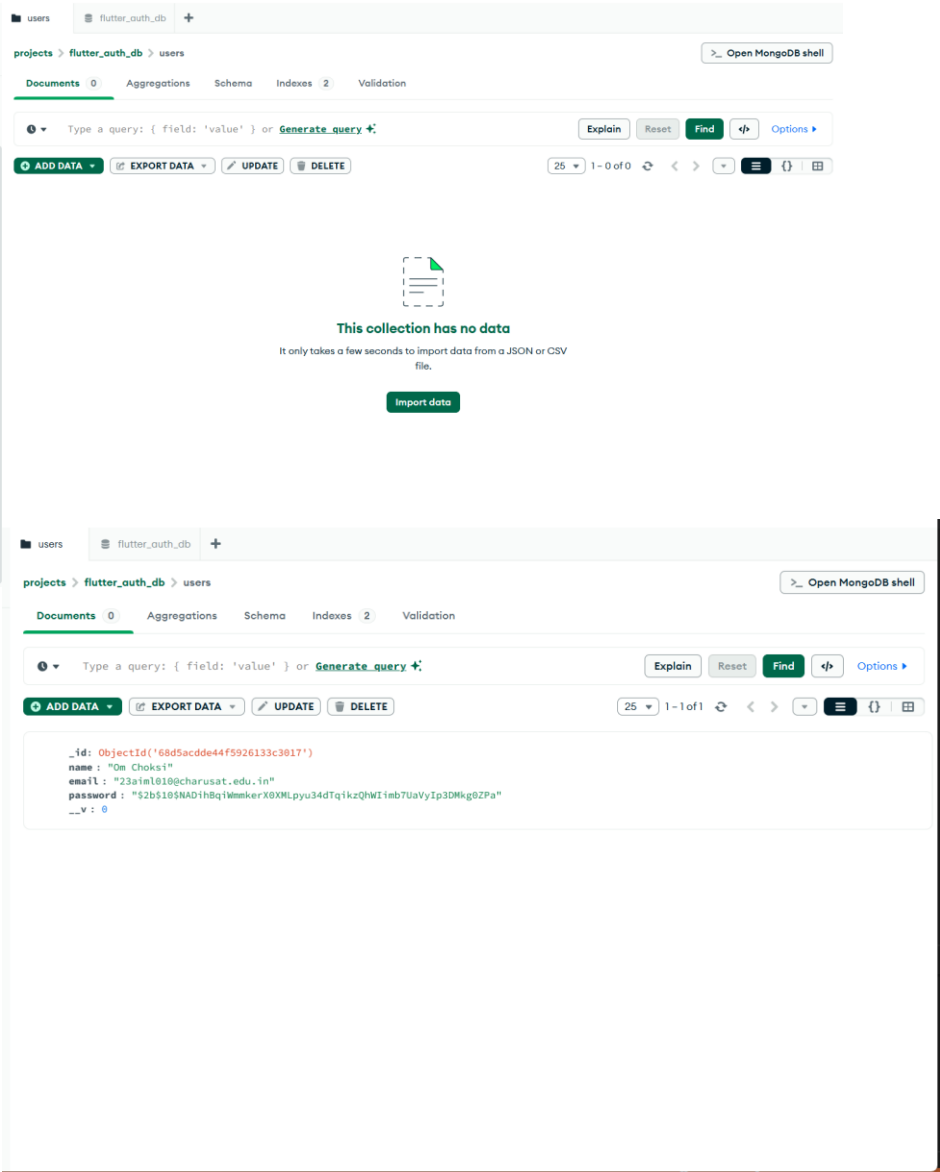 users flutter_auth_db +
projects > flutter_auth_db > users >_ Open MongoDB shell
Documents 0 Aggregations Schema Indexes 2 Validation
Type a query: { field: 'value' } or Generate query Explain Reset Find </> Options
ADD DATA EXPORT DATA UPDATE DELETE 25 1 – 0 of 0 {}
This collection has no data
It only takes a few seconds to import data from a JSON or CSV
file.
Import data
users flutter_auth_db +
projects > flutter_auth_db > users >_ Open MongoDB shell
Documents 0 Aggregations Schema Indexes 2 Validation
Type a query: { field: 'value' } or Generate query Explain Reset Find </> Options
ADD DATA EXPORT DATA UPDATE DELETE 25 1 – 1 of 1 {}
_id: ObjectId('68d5acdde44f5926133c3017')
name : "Om Choksi"
email : "23aiml010@charusat.edu.in"
password : "$2b$10$NADihBqiWmmkerX0XMLpyu34dTqikzQhWIimb7UaVyIp3DMkg0ZPa"
__v : 0